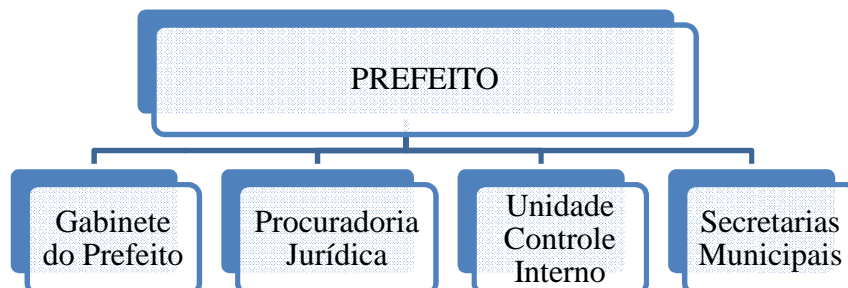 PREFEITO
Gabinete
do Prefeito
Procuradoria
Jurídica
Unidade
Controle
Interno
Secretarias
Municipais